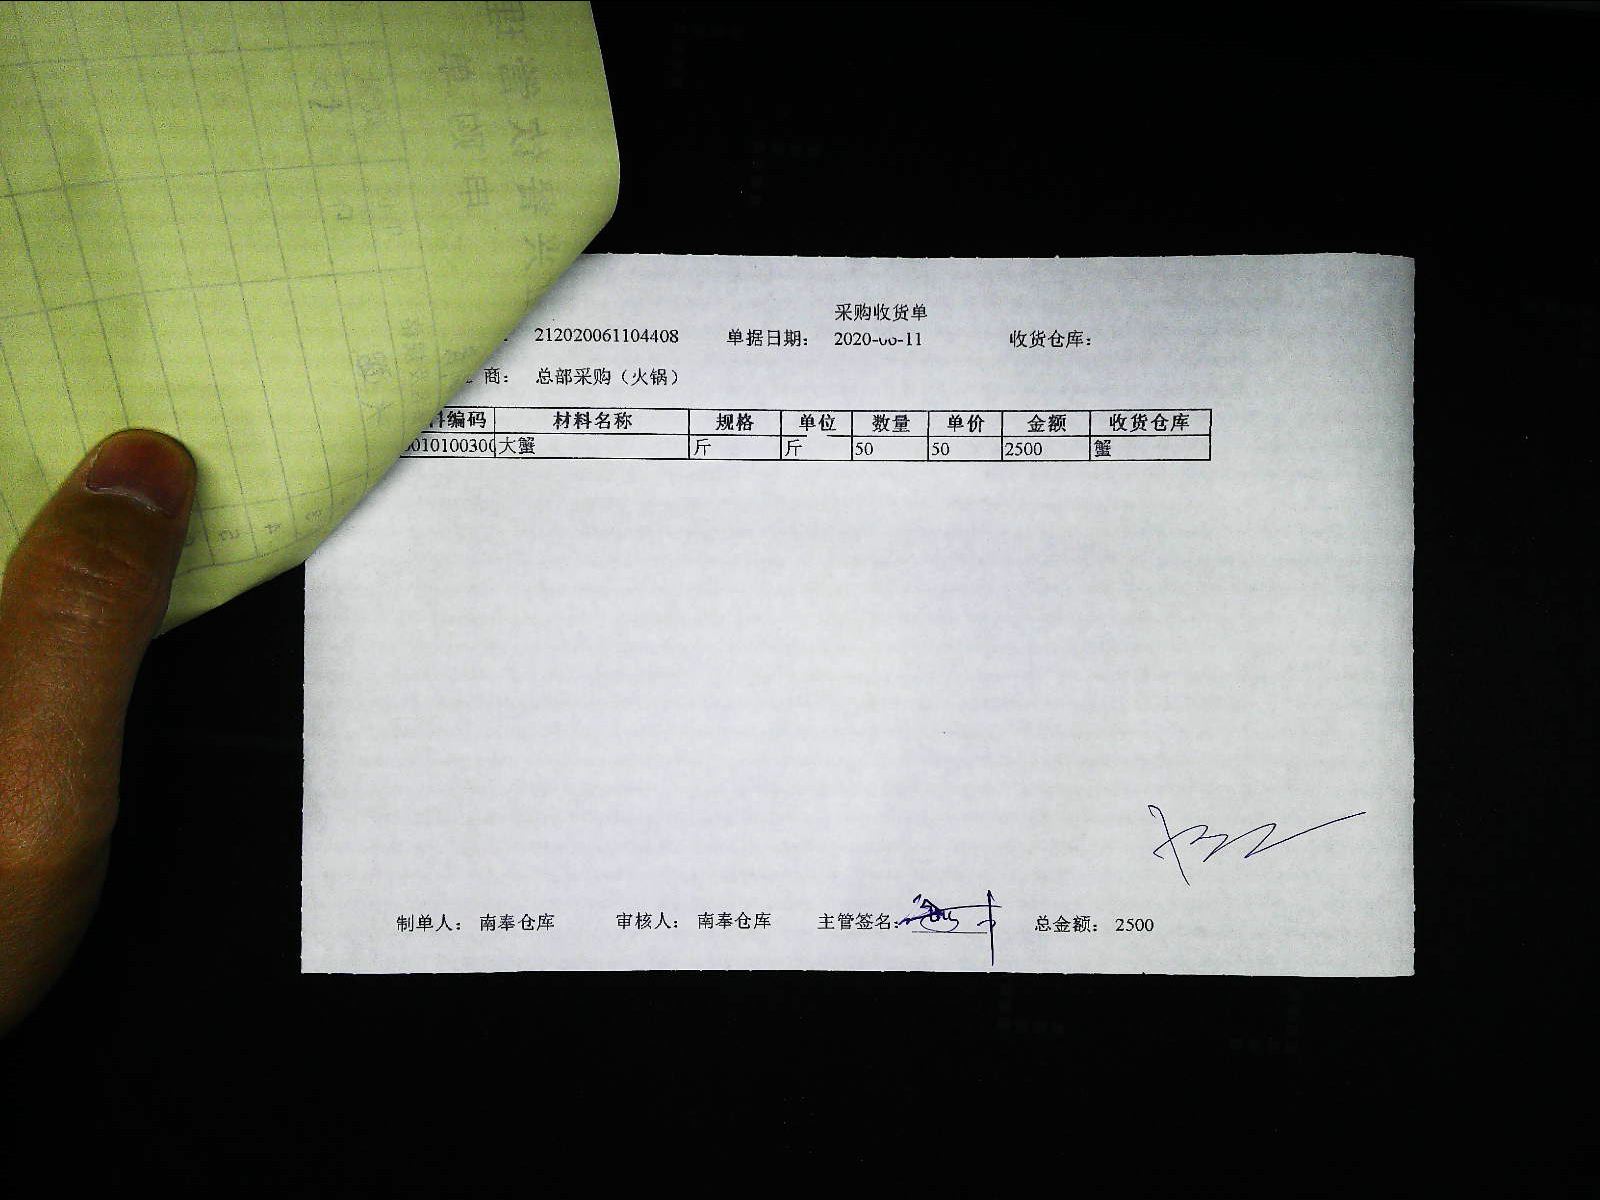 采购收货单
212020061104408 单据日期: 2020-06-11 收货仓库:
商: 总部采购（火锅）
编码 材料名称 规格 单位 数量 单价 金额 收货仓库
010100300 大蟹 斤 斤 50 50 2500 蟹
制单人: 南奉仓库 审核人: 南奉仓库 主管签名: 总金额: 2500